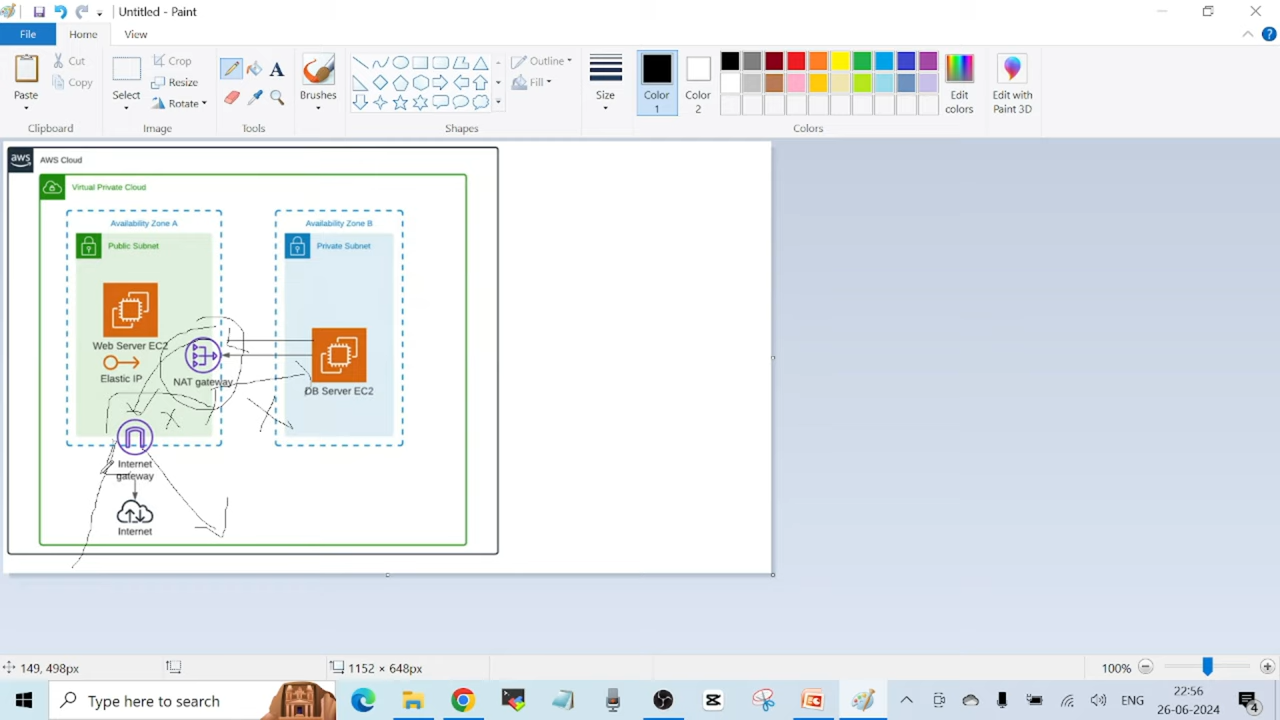 Untitled - Paint
File
Home
View
Paste
Cut
Copy
Clipboard
Select
Crop
Resize
Rotate
Image
Tools
Brushes
Outline
Fill
Shapes
Size
Color
1
Color
2
Edit
colors
Colors
Edit with
Paint 3D
aws
AWS Cloud
Virtual Private Cloud
Availability Zone A
Availability Zone B
Public Subnet
Private Subnet
Web Server EC2
Elastic IP
NAT gateway
DB Server EC2
Internet
gateway
Internet
149, 498px
1152 × 648px
100%
Type here to search
ENG
22:56
26-06-2024
4